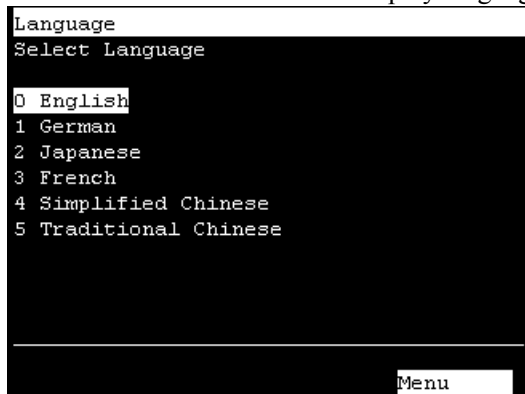 Language
Select Language
0 English
1 German
2 Japanese
3 French
4 Simplified Chinese
5 Traditional Chinese
Menu